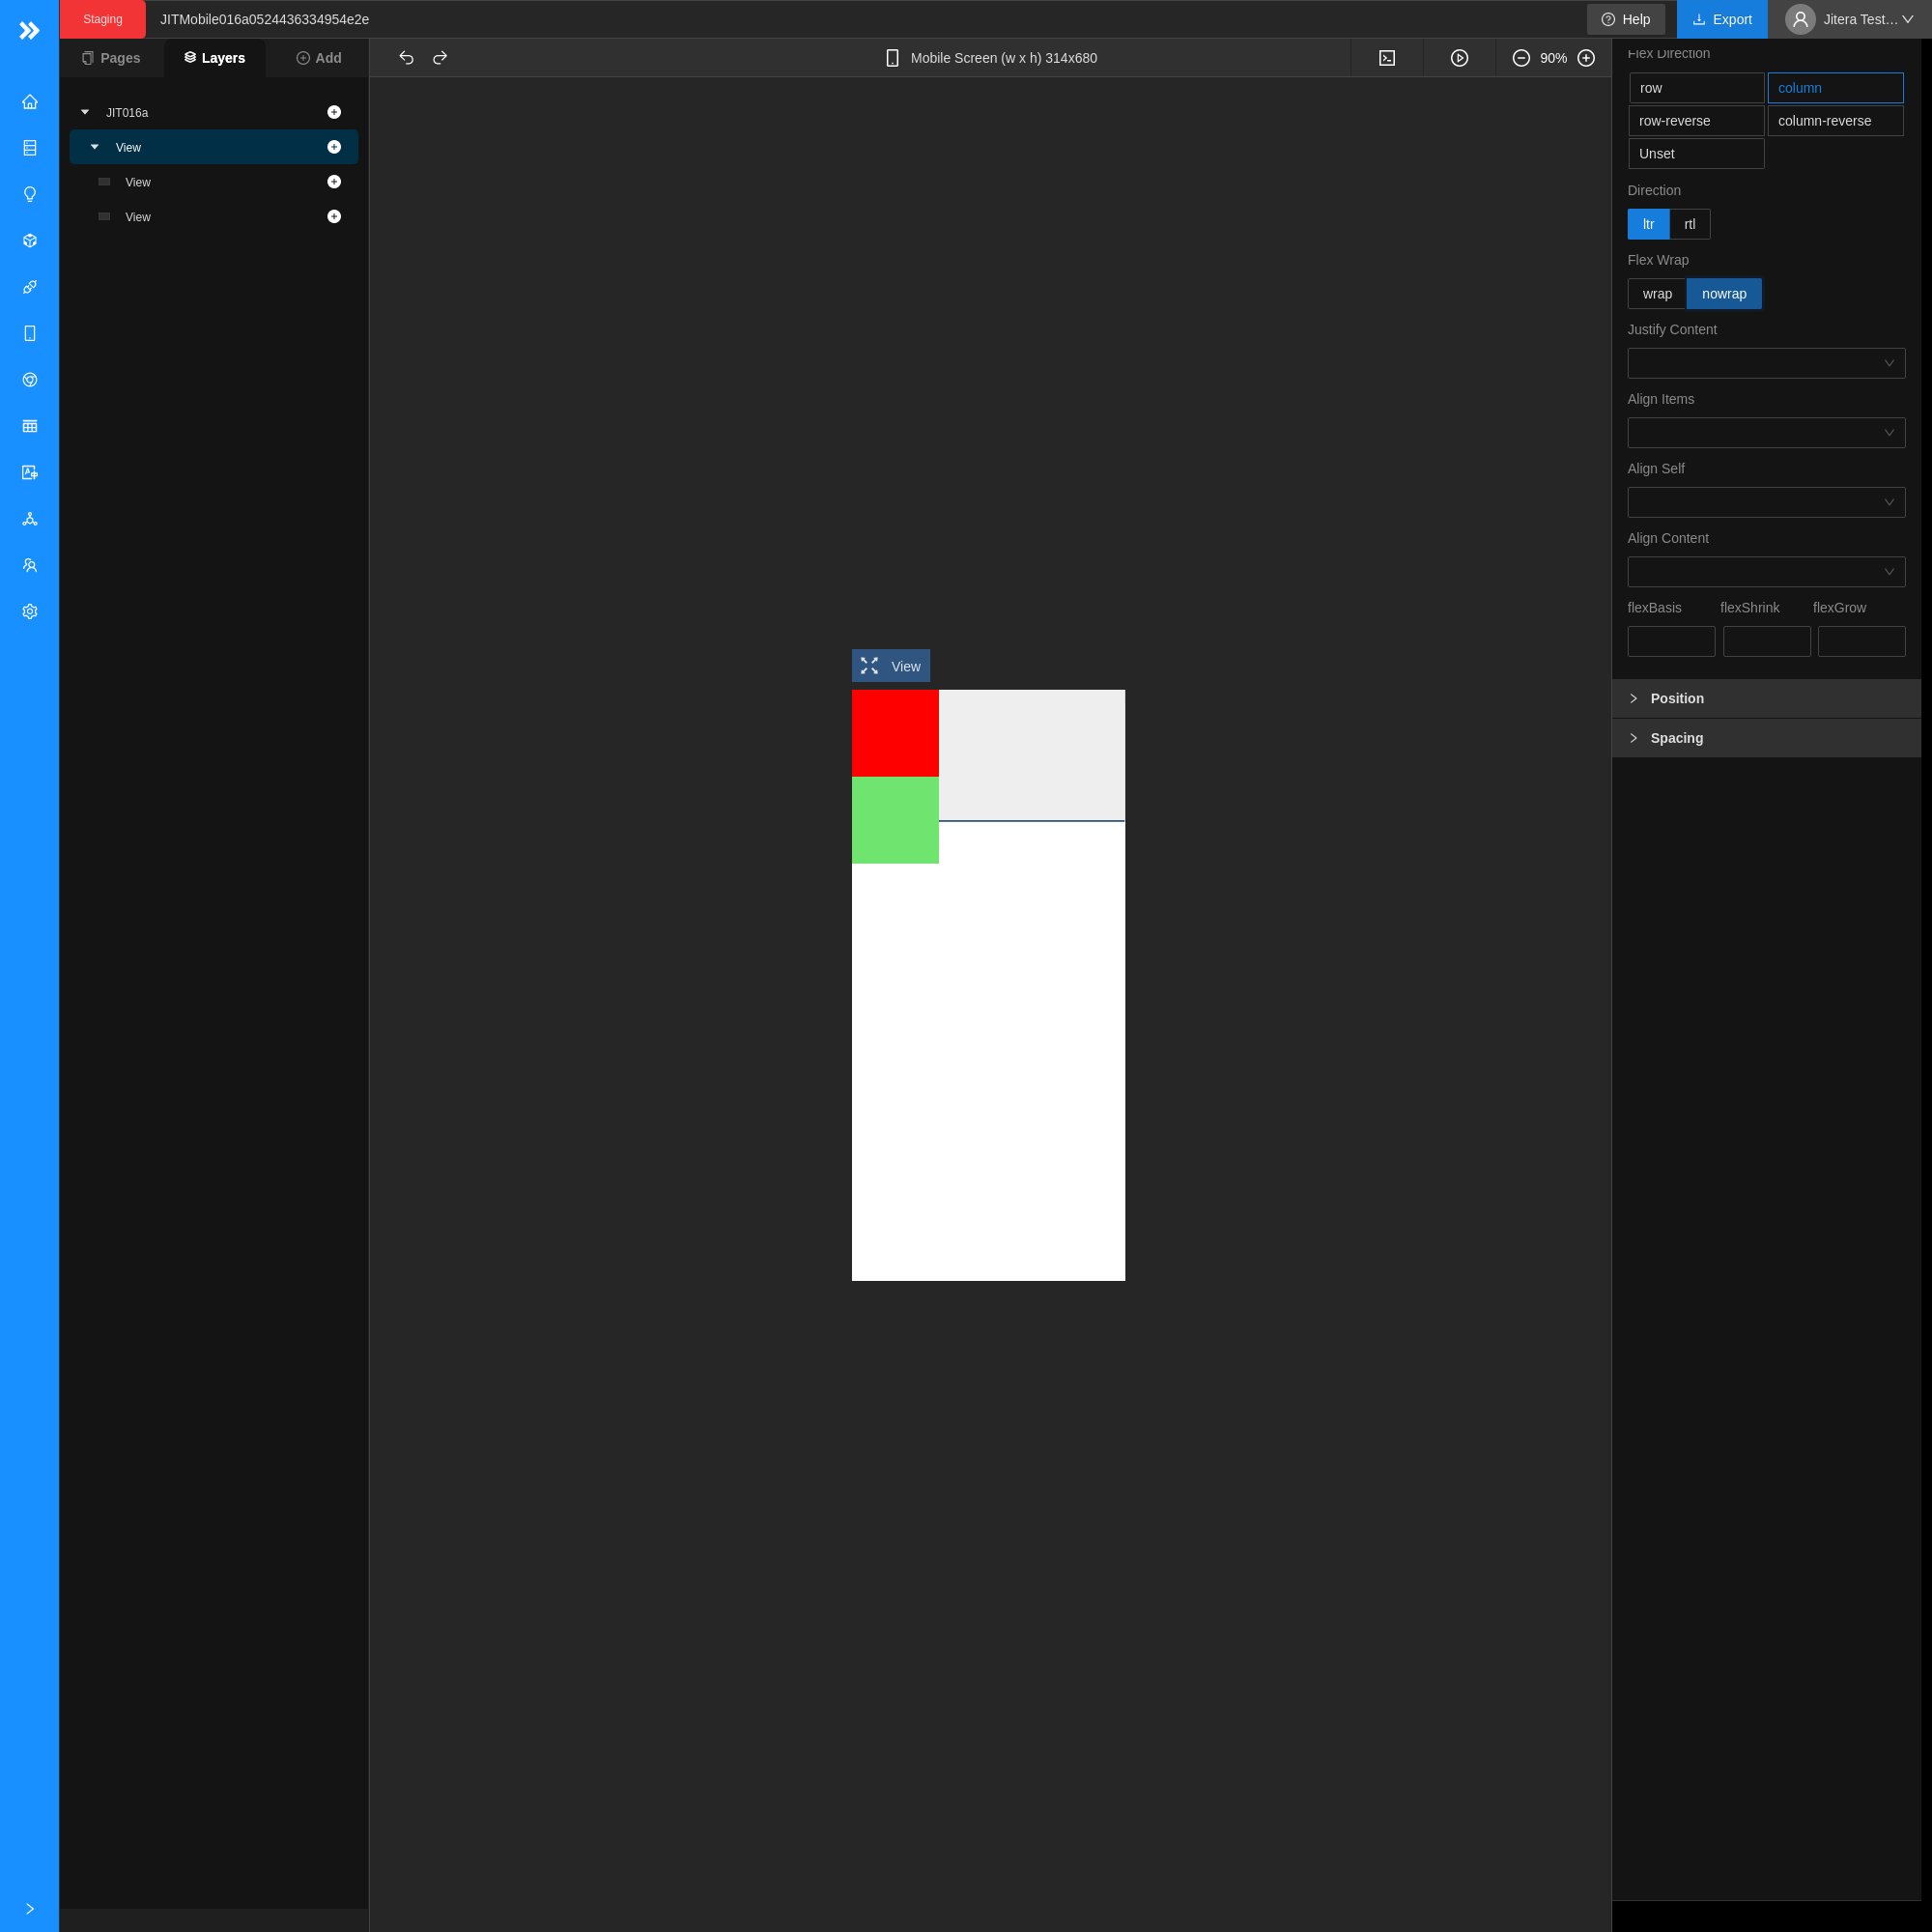 Staging
JITMobile016a0524436334954e2e
Help
Export
Jitera Test…
Pages
Layers
Add
Mobile Screen (w x h) 314x680
90%
JIT016a
View
View
View
View
Flex Direction
row
column
row-reverse
column-reverse
Unset
Direction
ltr
rtl
Flex Wrap
wrap
nowrap
Justify Content
Align Items
Align Self
Align Content
flexBasis
flexShrink
flexGrow
Position
Spacing